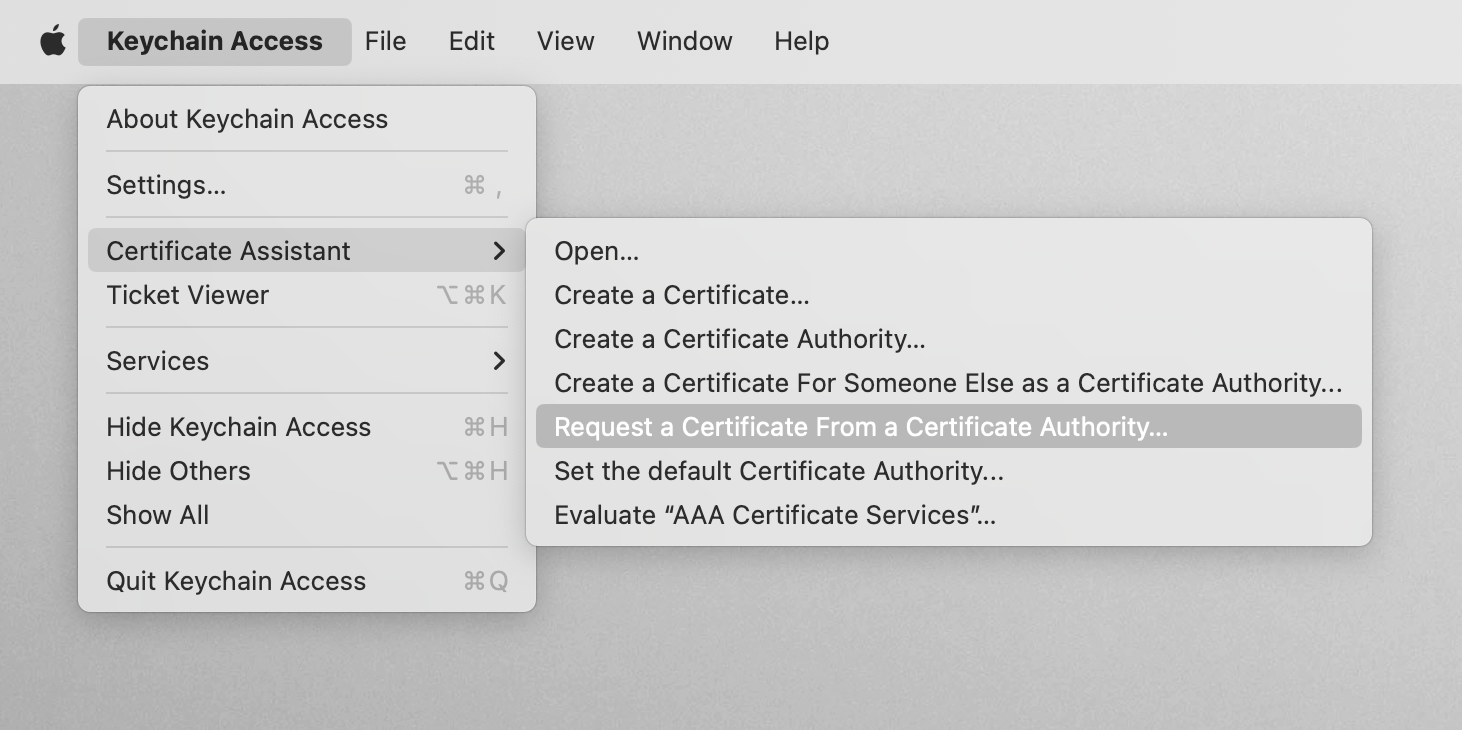 Keychain Access File Edit View Window Help
About Keychain Access
Settings... ⌘ ,
Certificate Assistant
Ticket Viewer ⌥⌘K
Services
Hide Keychain Access ⌘H
Hide Others ⌥⌘H
Show All
Quit Keychain Access ⌘Q
Open...
Create a Certificate...
Create a Certificate Authority...
Create a Certificate For Someone Else as a Certificate Authority...
Request a Certificate From a Certificate Authority...
Set the default Certificate Authority...
Evaluate “AAA Certificate Services”...